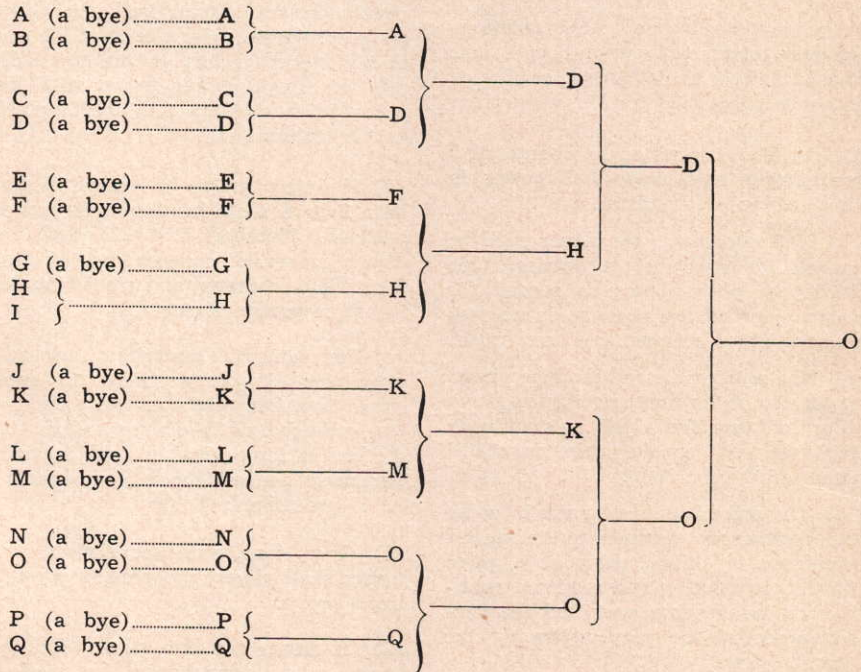 A (a bye) A
B (a bye) B
A
C (a bye) C
D (a bye) D
D
D
E (a bye) E
F (a bye) F
F
G (a bye) G
H
I
H
H
H
D
J (a bye) J
K (a bye) K
K
L (a bye) L
M (a bye) M
M
K
N (a bye) N
O (a bye) O
O
P (a bye) P
Q (a bye) Q
Q
O
O
O